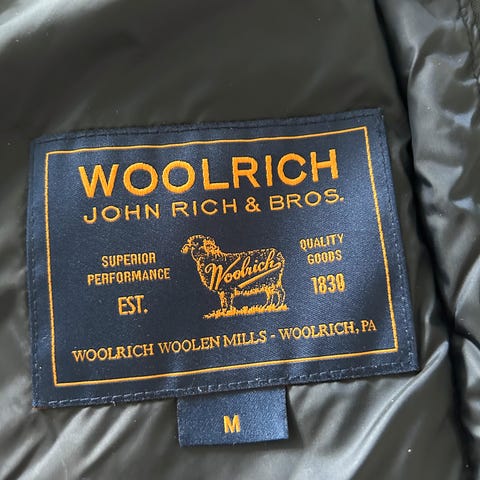 WOOLRICH
JOHN RICH & BROS.
SUPERIOR
PERFORMANCE
EST.
Woolrich
QUALITY
GOODS
1830
WOOLRICH WOOLEN MILLS - WOOLRICH, PA
M